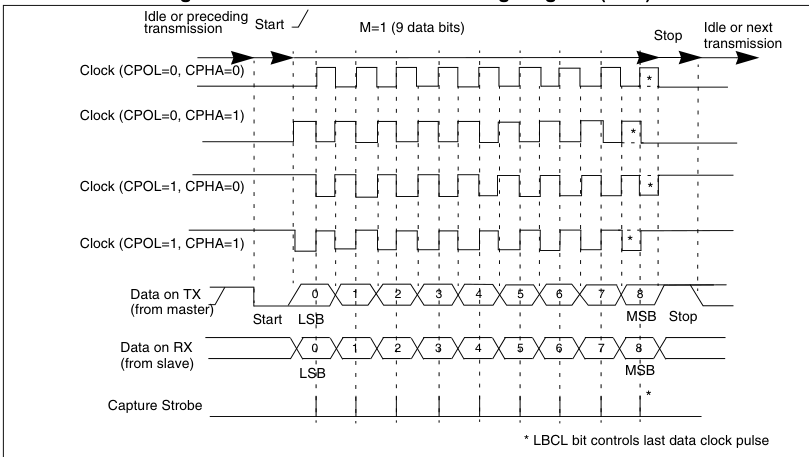 Idle or preceding
transmission
Start
M=1 (9 data bits)
Stop
Idle or next
transmission
Clock (CPOL=0, CPHA=0)
*
Clock (CPOL=0, CPHA=1)
*
Clock (CPOL=1, CPHA=0)
*
Clock (CPOL=1, CPHA=1)
*
Data on TX
(from master)
0 1 2 3 4 5 6 7 8
Start LSB MSB Stop
Data on RX
(from slave)
0 1 2 3 4 5 6 7 8
LSB MSB
Capture Strobe
*
* LBCL bit controls last data clock pulse